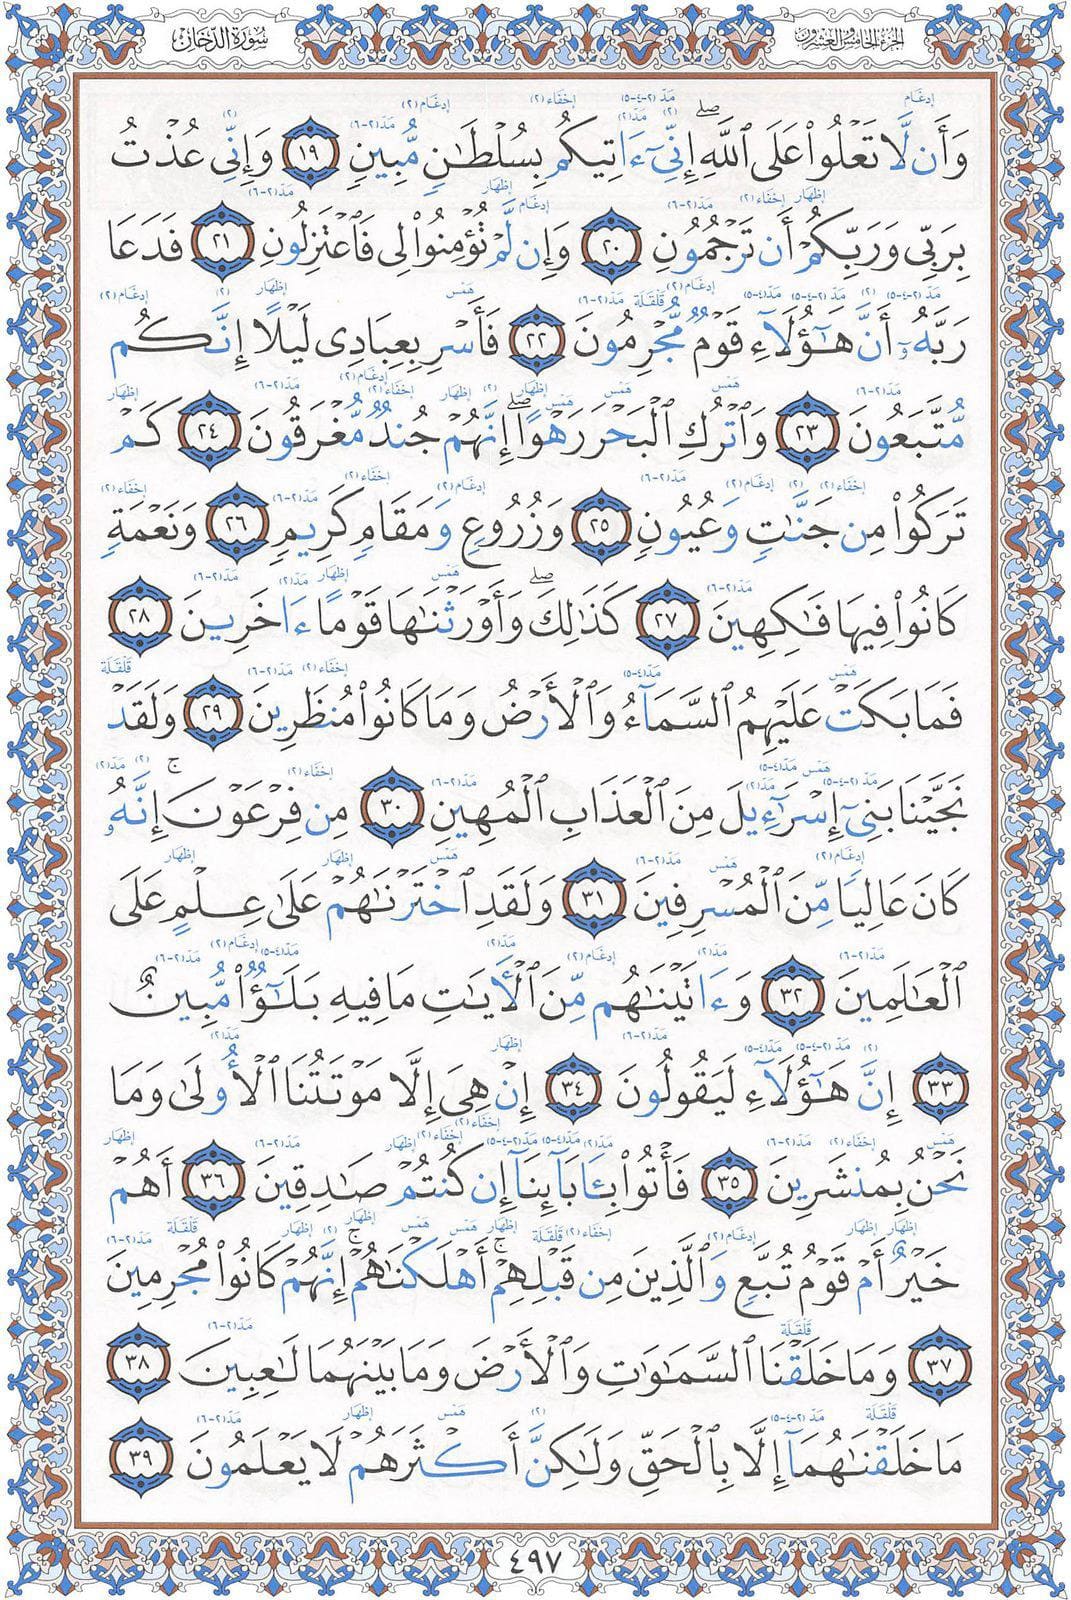 الجزء الخامس والعشرون
سورة الدخان
وَأَن لَّا تَعْلُوا۟ عَلَى ٱللَّهِ ۖ إِنِّىٓ ءَاتِيكُم بِسُلْطَـٰنٍ مُّبِينٍ ١٩ وَإِنِّى عُذْتُ
بِرَبِّى وَرَبِّكُمْ أَن تَرْجُمُونِ ٢٠ وَإِن لَّمْ تُؤْمِنُوا۟ لِى فَٱعْتَزِلُونِ ٢١ فَدَعَا
رَبَّهُۥٓ أَنَّ هَـٰٓؤُلَآءِ قَوْمٌ مُّجْرِمُونَ ٢٢ فَأَسْرِ بِعِبَادِى لَيْلًا إِنَّكُم
مُّتَّبَعُونَ ٢٣ وَٱتْرُكِ ٱلْبَحْرَ رَهْوًا ۖ إِنَّهُمْ جُندٌ مُّغْرَقُونَ ٢٤ كَمْ
تَرَكُوا۟ مِن جَنَّـٰتٍ وَعُيُونٍ ٢٥ وَزُرُوعٍ وَمَقَامٍ كَرِيمٍ ٢٦ وَنَعْمَةٍ
كَانُوا۟ فِيهَا فَـٰكِهِينَ ٢٧ كَذَٰلِكَ ۖ وَأَوْرَثْنَـٰهَا قَوْمًا ءَاخَرِينَ ٢٨
فَمَا بَكَتْ عَلَيْهِمُ ٱلسَّمَآءُ وَٱلْأَرْضُ وَمَا كَانُوا۟ مُنظَرِينَ ٢٩ وَلَقَدْ
نَجَّيْنَا بَنِىٓ إِسْرَٰٓءِيلَ مِنَ ٱلْعَذَابِ ٱلْمُهِينِ ٣٠ مِن فِرْعَوْنَ ۚ إِنَّهُۥ
كَانَ عَالِيًا مِّنَ ٱلْمُسْرِفِينَ ٣١ وَلَقَدِ ٱخْتَرْنَـٰهُمْ عَلَىٰ عِلْمٍ عَلَى
ٱلْعَـٰلَمِينَ ٣٢ وَءَاتَيْنَـٰهُم مِّنَ ٱلْـَٔايَـٰتِ مَا فِيهِ بَلَـٰٓؤٌا۟ مُّبِينٌ
٣٣ إِنَّ هَـٰٓؤُلَآءِ لَيَقُولُونَ ٣٤ إِنْ هِىَ إِلَّا مَوْتَتُنَا ٱلْأُولَىٰ وَمَا
نَحْنُ بِمُنشَرِينَ ٣٥ فَأْتُوا۟ بِـَٔابَآئِنَآ إِن كُنتُمْ صَـٰدِقِينَ ٣٦ أَهُمْ
خَيْرٌ أَمْ قَوْمُ تُبَّعٍ وَٱلَّذِينَ مِن قَبْلِهِمْ ۚ أَهْلَكْنَـٰهُمْ ۖ إِنَّهُمْ كَانُوا۟ مُجْرِمِينَ
٣٧ وَمَا خَلَقْنَا ٱلسَّمَـٰوَٰتِ وَٱلْأَرْضَ وَمَا بَيْنَهُمَا لَـٰعِبِينَ ٣٨
مَا خَلَقْنَـٰهُمَآ إِلَّا بِٱلْحَقِّ وَلَـٰكِنَّ أَكْثَرَهُمْ لَا يَعْلَمُونَ ٣٩
٤٩٧